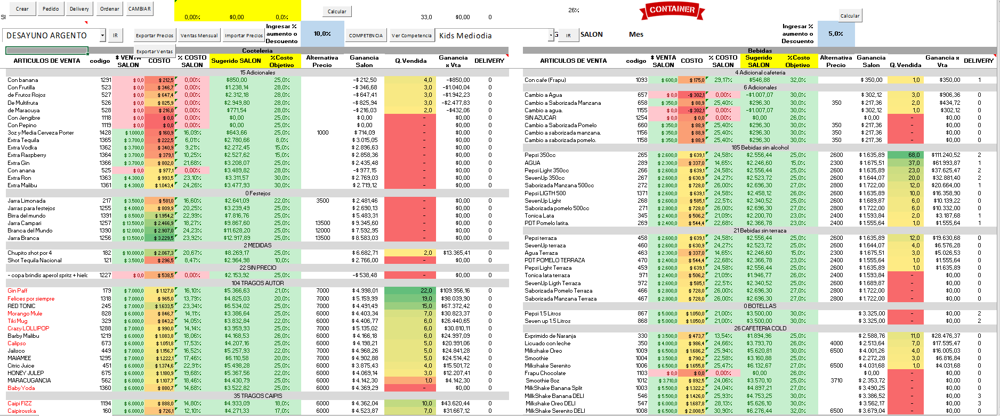 Crear Pedido Delivery Ordenar CAMBIAR Calcular 26% CONTAINER Calcular
SI 0,00% $0,00 0,0% 33,0 $0,00 0
DESAYUNO ARGENTO IR Exportar Precios Ventas Mensual Importar Precios Ingresar % aumento o Descuento 10,0% COMPETENCIA Ver Competencia Kids Mediodia G IR SALON Mes Ingresar % aumento o Descuento 5,0%
Exportar Ventas
Cocteleria
ARTICULOS DE VENTA codigo $ VENTA SALON COSTO % COSTO SALON Sugerido SALON %Costo Objetivo Alternativa Precio Ganancia Salon Q.Vendida Ganancia x Vta DELIVERY
15 Adicionales
Con banana 1291 $ 0,0 $ 212,5 0,00% $850,00 25,0% -$ 212,50 4,0 -$850,00 0
Con Frutilla 523 $ 0,0 $ 346,7 0,00% $1.238,14 28,0% -$ 346,68 3,0 -$1.040,04 0
de Frutos Rojos 527 $ 0,0 $ 647,4 0,00% $2.312,18 28,0% -$ 647,41 3,0 -$1.942,23 0
De Multifruta 526 $ 0,0 $ 825,9 0,00% $2.949,80 28,0% -$ 825,94 3,0 -$2.477,83 0
de Maracuya 528 $ 0,0 $ 216,0 0,00% $771,54 28,0% -$ 216,03 2,0 -$432,06 0
Con Jengibre 1118 $ 0,0 $ 0,0 0,00% $0,00 25,0% $ 0,00 - $0,00 0
Con Pepino 1119 $ 0,0 $ 0,0 0,00% $0,00 25,0% $ 0,00 - $0,00 0
3oz y Media Cerveza Porter 1428 $ 1.000,0 $ 160,9 16,09% $643,66 25,0% 1000 $ 714,09 - $0,00 0
Extra Tequila 1365 $ 3.700,0 $ 222,5 6,01% $2.780,66 8,0% $ 3.015,05 - $0,00 0
Extra Vodka 1362 $ 3.700,0 $ 340,9 9,21% $2.272,45 15,0% $ 2.896,63 - $0,00 0
Extra Raspberry 1364 $ 3.700,0 $ 379,1 10,25% $2.527,62 15,0% $ 2.858,36 - $0,00 0
Extra Gin 1366 $ 3.700,0 $ 802,0 21,68% $3.208,07 25,0% $ 2.435,48 - $0,00 0
Con anana 525 $ 0,0 $ 977,1 0,00% $3.489,82 28,0% -$ 977,15 - $0,00 0
Extra Ron 1363 $ 4.300,0 $ 993,5 23,10% $3.311,57 30,0% $ 2.769,03 - $0,00 0
Extra Malibu 1361 $ 4.300,0 $ 1.043,4 24,26% $3.477,93 30,0% $ 2.719,12 - $0,00 0
0 Festejos
Jarra Limonada 217 $ 3.500,0 $ 581,0 16,60% $2.641,09 22,0% 3500 $ 2.481,46 - $0,00 0
Jarras para festejos 1255 $ 4.000,0 $ 809,9 20,25% $3.239,49 25,0% $ 2.690,13 - $0,00 0
Birra del mundo 1391 $ 8.500,0 $ 1.954,2 22,99% $7.816,76 25,0% $ 5.483,31 - $0,00 0
Jarra Campari 1257 $ 13.500,0 $ 2.466,9 18,27% $9.867,60 25,0% 13500 $ 9.345,60 - $0,00 0
Branca del Mundo 1390 $ 12.000,0 $ 2.907,0 24,23% $11.628,20 25,0% 12000 $ 7.592,95 - $0,00 0
Jarra Branca 1256 $ 13.500,0 $ 3.229,5 23,92% $12.917,89 25,0% 13500 $ 8.583,03 - $0,00 0
2 MEDIDAS
Chupito shot por 4 182 $ 10.000,0 $ 2.067,3 20,67% $8.269,17 25,0% $ 6.682,71 2,0 $13.365,41 0
Shot Tequila Nacional 121 $ 3.500,0 $ 296,5 8,47% $2.964,98 10,0% $ 2.766,00 - $0,00 0
22 SIN PRECIO
- copa brindis aperol spritz + hielo 1227 $ 0,0 $ 538,5 0,00% $2.153,92 25,0% -$ 538,48 - $0,00 0
104 TRAGOS AUTOR
Gin Paff 179 $ 7.000,0 $ 1.127,0 16,10% $5.366,63 21,0% 7000 $ 4.998,01 22,0 $109.956,16 0
Felices por siempre 1318 $ 7.000,0 $ 965,0 13,79% $4.825,03 20,0% 7000 $ 5.159,99 19,0 $98.039,90 0
RED TONIC 245 $ 7.000,0 $ 1.633,5 23,34% $6.534,02 25,0% 7000 $ 4.491,49 15,0 $67.372,42 0
Morango Mule 828 $ 6.000,0 $ 846,7 14,11% $3.386,64 25,0% 6000 $ 4.403,34 7,0 $30.823,37 0
Tiki Mug 329 $ 6.000,0 $ 843,2 14,05% $3.832,84 22,0% 6000 $ 4.406,77 6,0 $26.440,65 0
Crazy LOLLIPOP 1288 $ 7.000,0 $ 990,0 14,14% $3.959,93 25,0% 7000 $ 5.135,02 6,0 $30.810,11 0
Barby Malibu 1219 $ 6.000,0 $ 1.083,8 18,06% $4.168,53 26,0% 6000 $ 4.166,18 6,0 $24.997,09 0
Calipso 673 $ 6.000,0 $ 1.051,8 17,53% $4.207,16 25,0% 6000 $ 4.198,21 5,0 $20.991,06 0
Jalisco 449 $ 7.000,0 $ 1.156,7 16,52% $5.257,93 22,0% 7000 $ 4.968,26 5,0 $24.841,28 0
MAIAMEE 1295 $ 7.000,0 $ 1.222,1 17,46% $6.110,58 20,0% 7000 $ 4.902,88 5,0 $24.514,42 0
Citric Juice 451 $ 6.000,0 $ 1.374,6 22,91% $5.498,28 25,0% 6000 $ 3.875,43 4,0 $15.501,72 0
HONEY JULEP 675 $ 6.000,0 $ 1.180,9 19,68% $5.367,56 22,0% 6000 $ 4.069,14 3,0 $12.207,41 0
MARACUGANCIA 562 $ 6.000,0 $ 1.107,7 18,46% $4.430,79 25,0% 6000 $ 4.142,30 1,0 $4.142,30 0
Baby Yoda 1360 $ 6.000,0 $ 880,7 14,68% $3.522,82 25,0% 6000 $ 4.369,29 - $0,00 0
35 TRAGOS CAIPIS
Caipi FIZZ 1194 $ 6.000,0 $ 888,0 14,80% $4.933,09 18,0% 6000 $ 4.362,04 10,0 $43.620,44 0
Caipirovska 160 $ 6.000,0 $ 726,1 12,10% $4.271,33 17,0% 6000 $ 4.523,87 7,0 $31.667,12 0
Bebidas
ARTICULOS DE VENTA codigo $ VENTA SALON COSTO % COSTO SALON Sugerido SALON %Costo Objetivo Alternativa Precio Ganancia Salon Q.Vendida Ganancia x Vta DELIVERY
4 Adicional cafeteria
Con cafe (Frapu) 1093 $ 600,0 $ 175,0 29,17% $546,88 32,0% $ 350,00 1,0 $350,00 1
6 Adicionales
Cambio a Agua 657 $ 0,0 -$ 302,1 0,00% -$1.007,07 30,0% $ 302,12 3,0 $906,36 0
Cambio a Saborizada Manzana 658 $ 350,0 $ 88,9 25,40% $296,30 30,0% 350 $ 217,36 2,0 $434,72 0
Cambio a agua. 1155 $ 0,0 -$ 302,1 0,00% -$1.007,07 30,0% $ 302,12 1,0 $302,12 0
SIN AZUCAR 1254 $ 0,0 $ 0,0 0,00% $0,00 26,0% $ 0,00 - $0,00 0
Cambio a Saborizada Pomelo 660 $ 350,0 $ 88,9 25,40% $296,30 30,0% 350 $ 217,36 - $0,00 0
Cambio a saborizada manzana. 1156 $ 350,0 $ 88,9 25,40% $296,30 30,0% 350 $ 217,36 - $0,00 0
Cambio a saborizada pomelo. 1158 $ 350,0 $ 88,9 25,40% $296,30 30,0% 350 $ 217,36 - $0,00 0
185 Bebidas sin alcohol
Pepsi 350cc 265 $ 2.600,0 $ 639,1 24,58% $2.556,44 25,0% 2600 $ 1.635,89 68,0 $111.240,52 2
AGUA 289 $ 2.300,0 $ 337,0 14,65% $2.246,60 15,0% 2300 $ 1.675,51 37,0 $61.993,87 1
Pepsi Light 350cc 266 $ 2.600,0 $ 639,1 24,58% $2.556,44 25,0% 2600 $ 1.635,89 23,0 $37.625,47 2
SevenUp 350cc 267 $ 2.600,0 $ 630,9 24,27% $2.523,72 25,0% 2600 $ 1.644,07 20,0 $32.881,40 2
Saborizada Manzana 500cc 272 $ 2.800,0 $ 728,0 26,00% $2.696,30 27,0% 2800 $ 1.722,00 12,0 $20.664,00 1
Pepsi LIGTH 500 1371 $ 2.600,0 $ 639,1 24,58% $2.458,12 26,0% 2600 $ 1.635,89 10,0 $16.358,90 0
SevenUp Light 268 $ 2.600,0 $ 585,1 22,51% $2.340,52 25,0% 2600 $ 1.689,87 6,0 $10.139,22 0
Saborizada pomelo 500cc 271 $ 2.800,0 $ 728,0 26,00% $2.696,30 27,0% 2800 $ 1.722,00 6,0 $10.332,00 0
Tonica Lata 345 $ 2.400,0 $ 506,2 21,09% $2.200,70 23,0% 2400 $ 1.593,84 2,0 $3.187,68 1
PDT Pomelo latita. 269 $ 2.400,0 $ 544,4 22,68% $2.366,78 23,0% 2400 $ 1.555,64 1,0 $1.555,64 1
21 Bebidas sin terraza
Pepsi terraza 458 $ 2.600,0 $ 639,1 24,58% $2.556,44 25,0% 2600 $ 1.635,89 12,0 $19.630,68 0
SevenUp terraza 460 $ 2.600,0 $ 630,9 24,27% $2.523,72 25,0% 2600 $ 1.644,07 4,0 $6.576,28 0
Agua Terraza 463 $ 2.300,0 $ 337,0 14,65% $2.246,60 15,0% 2300 $ 1.675,51 3,0 $5.026,53 0
PDT POMELO TERRAZA 470 $ 2.400,0 $ 544,4 22,68% $2.366,78 23,0% 2400 $ 1.555,64 1,0 $1.555,64 0
Pepsi Light Terraza 459 $ 2.600,0 $ 639,1 24,58% $2.556,44 25,0% 2600 $ 1.635,89 1,0 $1.635,89 0
Tonica lata terraza 971 $ 2.400,0 $ 506,2 21,09% $1.946,77 26,0% 2400 $ 1.593,84 - $0,00 0
SevenUp Ligth Terraza 972 $ 2.600,0 $ 585,1 22,51% $2.340,52 25,0% 2600 $ 1.689,87 - $0,00 0
Saborizada Pomelo Terraza 466 $ 2.800,0 $ 728,0 26,00% $2.696,30 27,0% 2800 $ 1.722,00 - $0,00 0
Saborizada Manzana Terraza 467 $ 2.800,0 $ 728,0 26,00% $2.696,30 27,0% 2800 $ 1.722,00 - $0,00 0
0 BOTELLAS
Pepsi 1.5 Litros 867 $ 5.000,0 $ 1.050,0 21,00% $3.500,00 30,0% $ 3.325,00 - $0,00 2
Seven up 1.5 Litros 868 $ 5.000,0 $ 1.050,0 21,00% $3.500,00 30,0% $ 3.325,00 - $0,00 2
26 CAFETERIA COLD
Exprimido de Naranja 330 $ 3.500,0 $ 473,7 13,54% $1.894,96 25,0% $ 2.588,76 11,0 $28.476,37 0
Licuado con leche 350 $ 4.000,0 $ 986,4 24,66% $3.793,70 26,0% 4000 $ 2.513,64 7,0 $17.595,47 0
Milkshake Oreo 1009 $ 6.500,0 $ 1.686,2 25,94% $5.620,81 30,0% 6500 $ 4.001,26 4,0 $16.005,03 0
Smoothie 1004 $ 3.500,0 $ 790,2 22,58% $3.160,88 25,0% $ 2.272,28 3,0 $6.816,84 0
Milkshake Serenito 1006 $ 6.500,0 $ 1.655,8 25,47% $6.132,67 27,0% 6500 $ 4.031,68 1,0 $4.031,68 0
Frapu Chocolate 1103 $ 0,0 $ 0,0 0,00% $0,00 26,0% $ 0,00 - $0,00 0
Smoothie 8oz 1012 $ 3.710,0 $ 892,5 24,06% $3.570,10 25,0% 3710 $ 2.353,72 - $0,00 0
MilkShake Banana Split 1003 $ 5.500,0 $ 1.322,2 24,04% $4.897,21 27,0% $ 3.490,25 - $0,00 0
MilkShake Banana DELI 546 $ 5.500,0 $ 1.426,0 25,93% $4.753,25 30,0% $ 3.386,52 - $0,00 3
Milkshake Oreo DELI 547 $ 6.000,0 $ 1.687,8 28,13% $5.626,10 30,0% $ 3.562,17 - $0,00 3
MilkShake Serenito DELI 1008 $ 6.500,0 $ 2.008,5 30,90% $6.276,44 32,0% 6500 $ 3.679,04 - $0,00 2